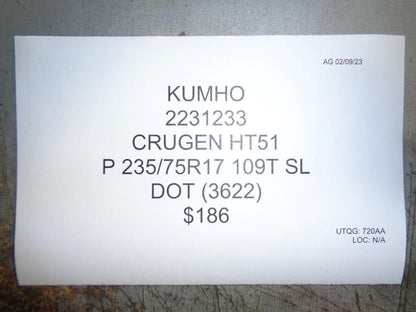 AG 02/09/23
KUMHO
2231233
CRUGEN HT51
P 235/75R17 109T SL
DOT (3622)
$186
UTQG: 720AA
LOC: N/A